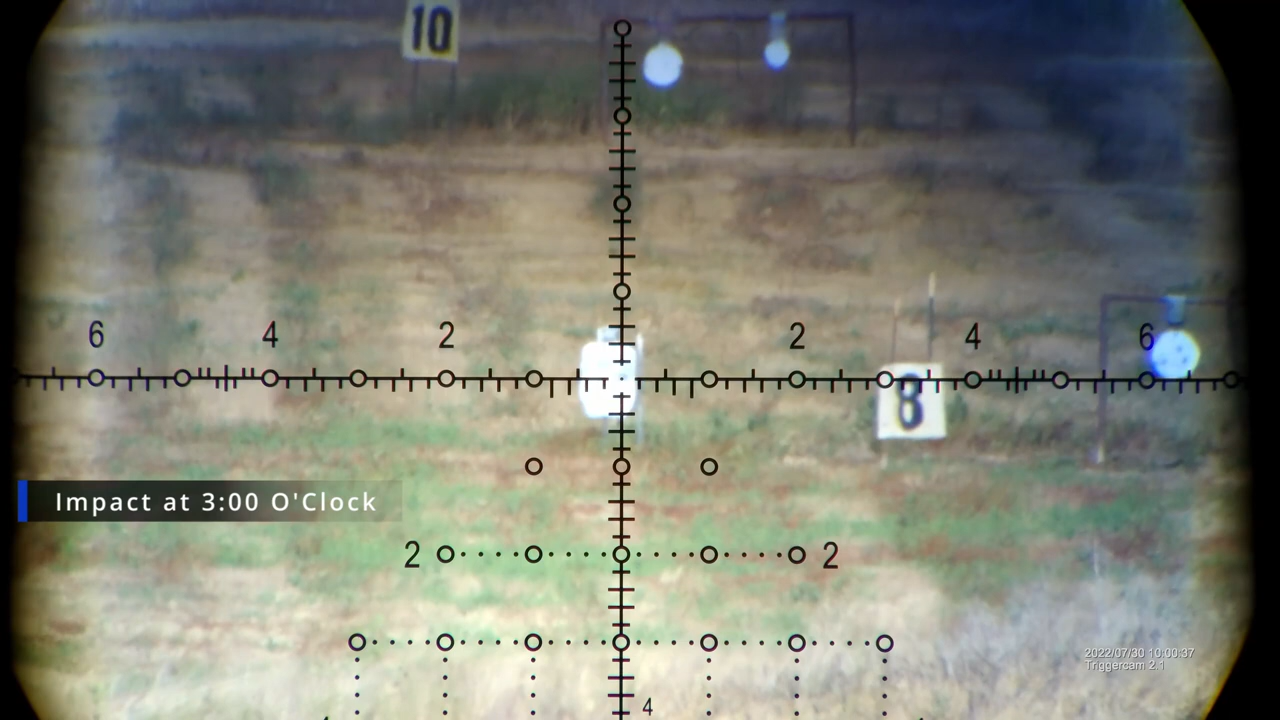 10
6 4 2 2 4 6
8
Impact at 3:00 O'Clock
2 2
2022/07/30 10:00:37
Triggercam 2.1
4